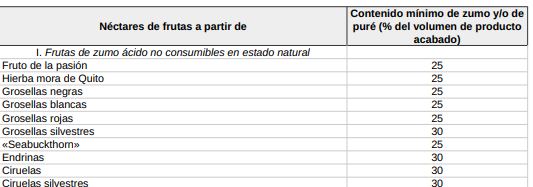 Néctares de frutas a partir de
Contenido mínimo de zumo y/o de
puré (% del volumen de producto
acabado)
I. Frutas de zumo ácido no consumibles en estado natural
Fruto de la pasión 25
Hierba mora de Quito 25
Grosellas negras 25
Grosellas blancas 25
Grosellas rojas 25
Grosellas silvestres 30
«Seabuckthorn» 25
Endrinas 30
Ciruelas 30
Ciruelas silvestres 30